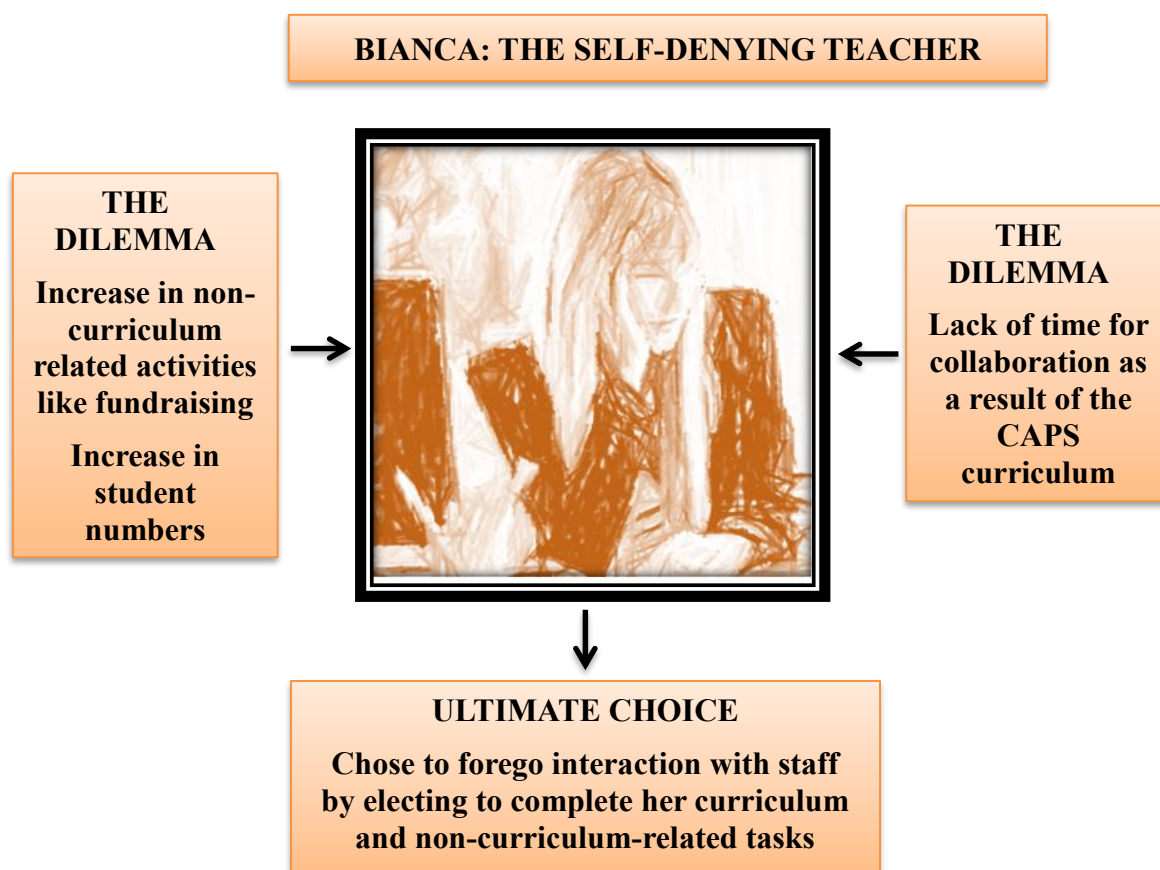 BIANCA: THE SELF-DENYING TEACHER
THE
DILEMMA
Increase in non-
curriculum
related activities
like fundraising
Increase in
student
numbers
THE
DILEMMA
Lack of time for
collaboration as
a result of the
CAPS
curriculum
ULTIMATE CHOICE
Chose to forego interaction with staff
by electing to complete her curriculum
and non-curriculum-related tasks